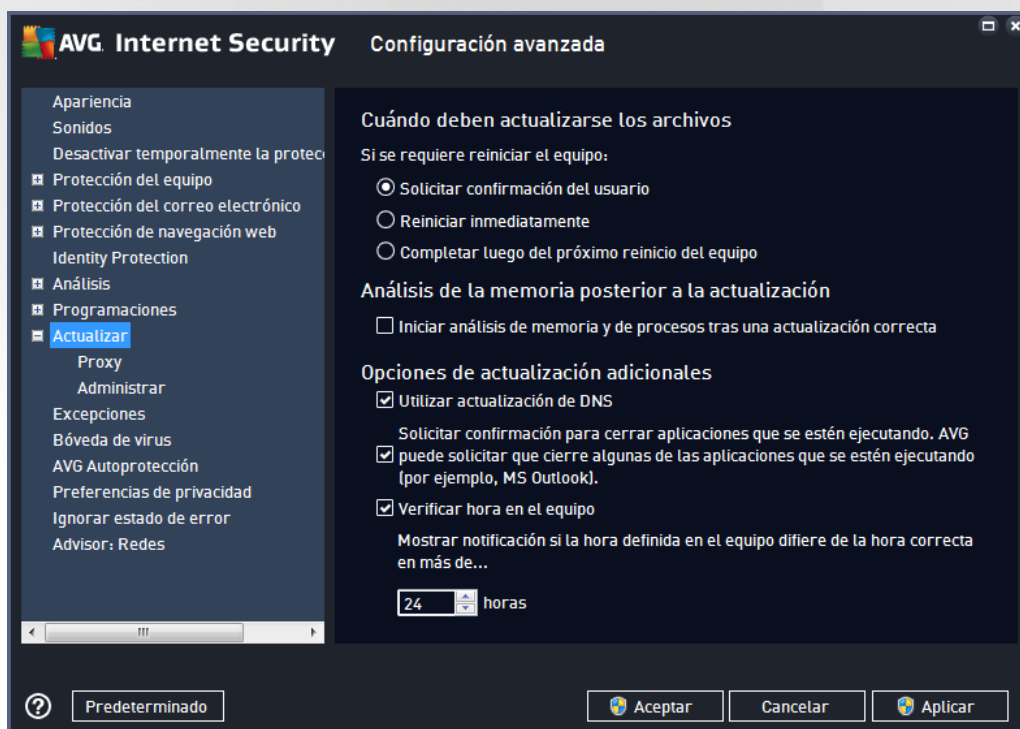 AVG. Internet Security
Configuración avanzada
Apariencia
Sonidos
Desactivar temporalmente la protec
Protección del equipo
Protección del correo electrónico
Protección de navegación web
Identity Protection
Análisis
Programaciones
Actualizar
Proxy
Administrar
Excepciones
Bóveda de virus
AVG Autoprotección
Preferencias de privacidad
Ignorar estado de error
Advisor: Redes
Cuándo deben actualizarse los archivos
Si se requiere reiniciar el equipo:
Solicitar confirmación del usuario
Reiniciar inmediatamente
Completar luego del próximo reinicio del equipo
Análisis de la memoria posterior a la actualización
Iniciar análisis de memoria y de procesos tras una actualización correcta
Opciones de actualización adicionales
Utilizar actualización de DNS
Solicitar confirmación para cerrar aplicaciones que se estén ejecutando. AVG
puede solicitar que cierre algunas de las aplicaciones que se estén ejecutando
(por ejemplo, MS Outlook).
Verificar hora en el equipo
Mostrar notificación si la hora definida en el equipo difiere de la hora correcta
en más de...
24 horas
Predeterminado
Aceptar
Cancelar
Aplicar